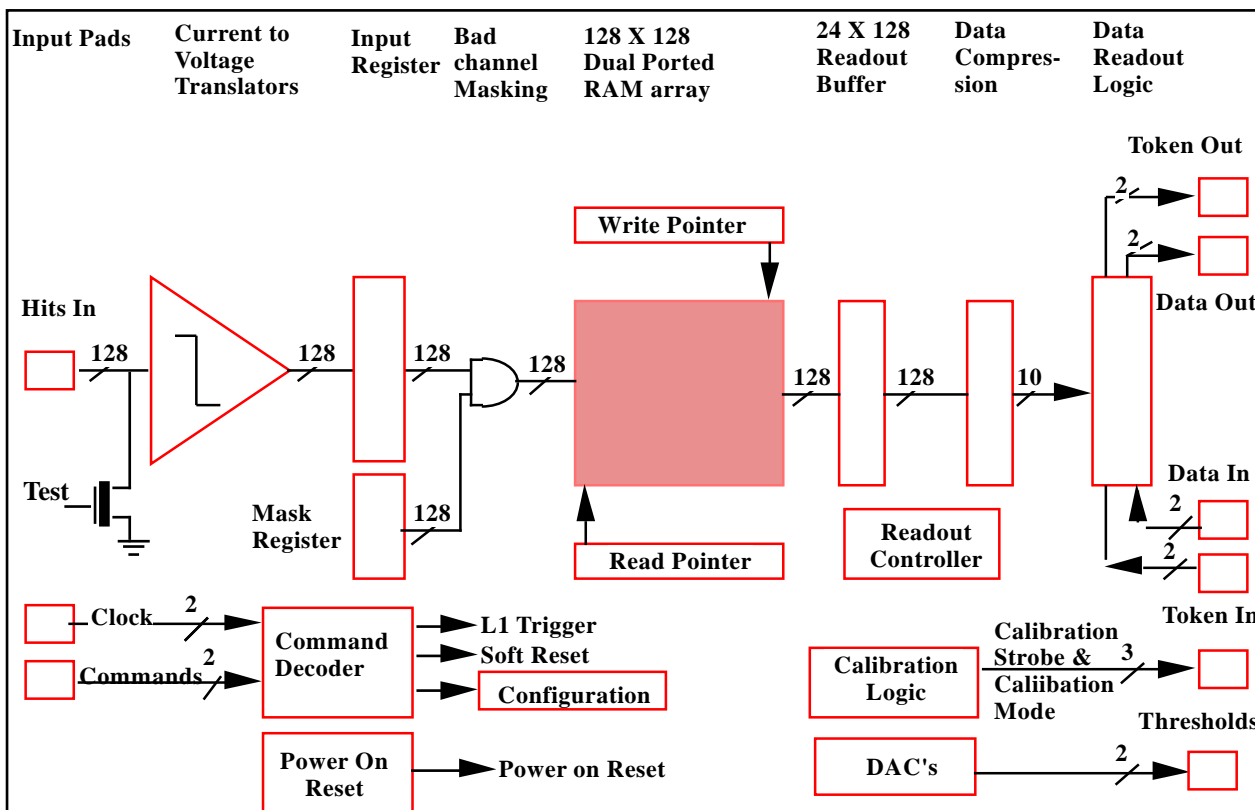 Input Pads
Current to
Voltage
Translators
Input
Register
Bad
channel
Masking
128 X 128
Dual Ported
RAM array
24 X 128
Readout
Buffer
Data
Compres-
sion
Data
Readout
Logic
Token Out
2
Write Pointer
2
Data Out
Hits In
128
128
128
128
128
128
10
Test
Mask
Register
128
Read Pointer
Readout
Controller
Data In
2
2
Token In
Clock
2
Commands
2
Command
Decoder
L1 Trigger
Soft Reset
Configuration
Calibration
Logic
Calibration
Strobe &
Caliibation
Mode
3
Thresholds
Power On
Reset
Power on Reset
DAC's
2